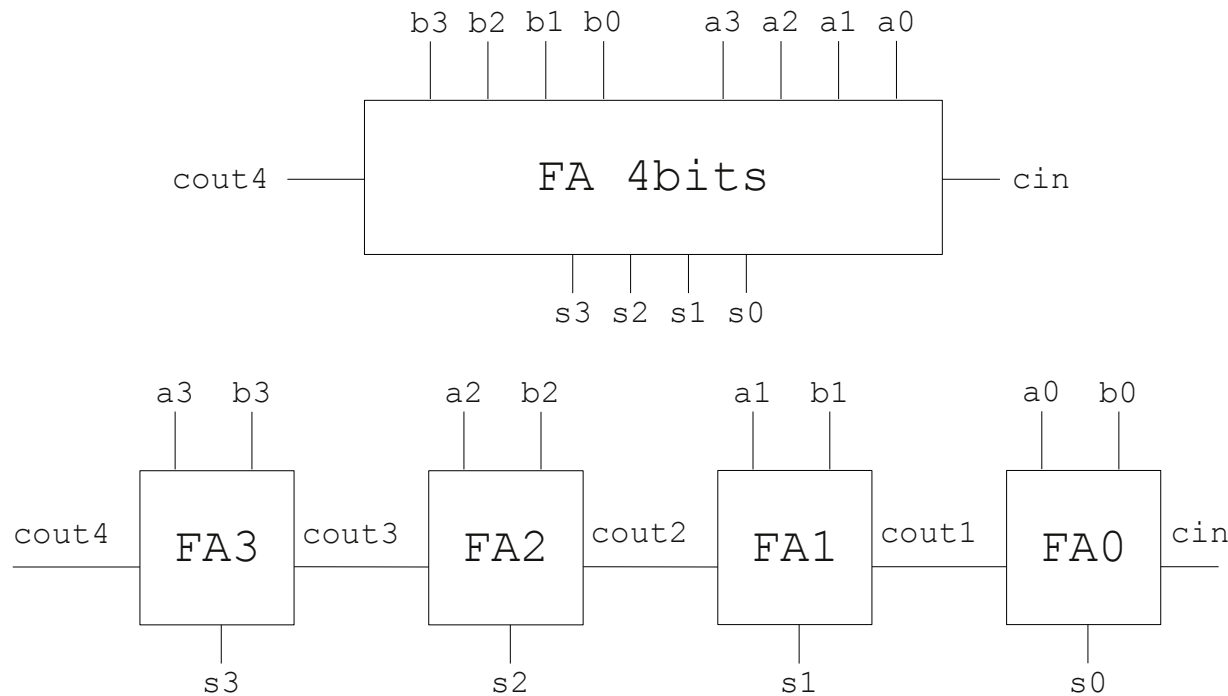 b3 b2 b1 b0 a3 a2 a1 a0
cout4 FA 4bits cin
s3 s2 s1 s0
a3 b3 a2 b2 a1 b1 a0 b0
cout4 FA3 cout3 FA2 cout2 FA1 cout1 FA0 cin
s3 s2 s1 s0